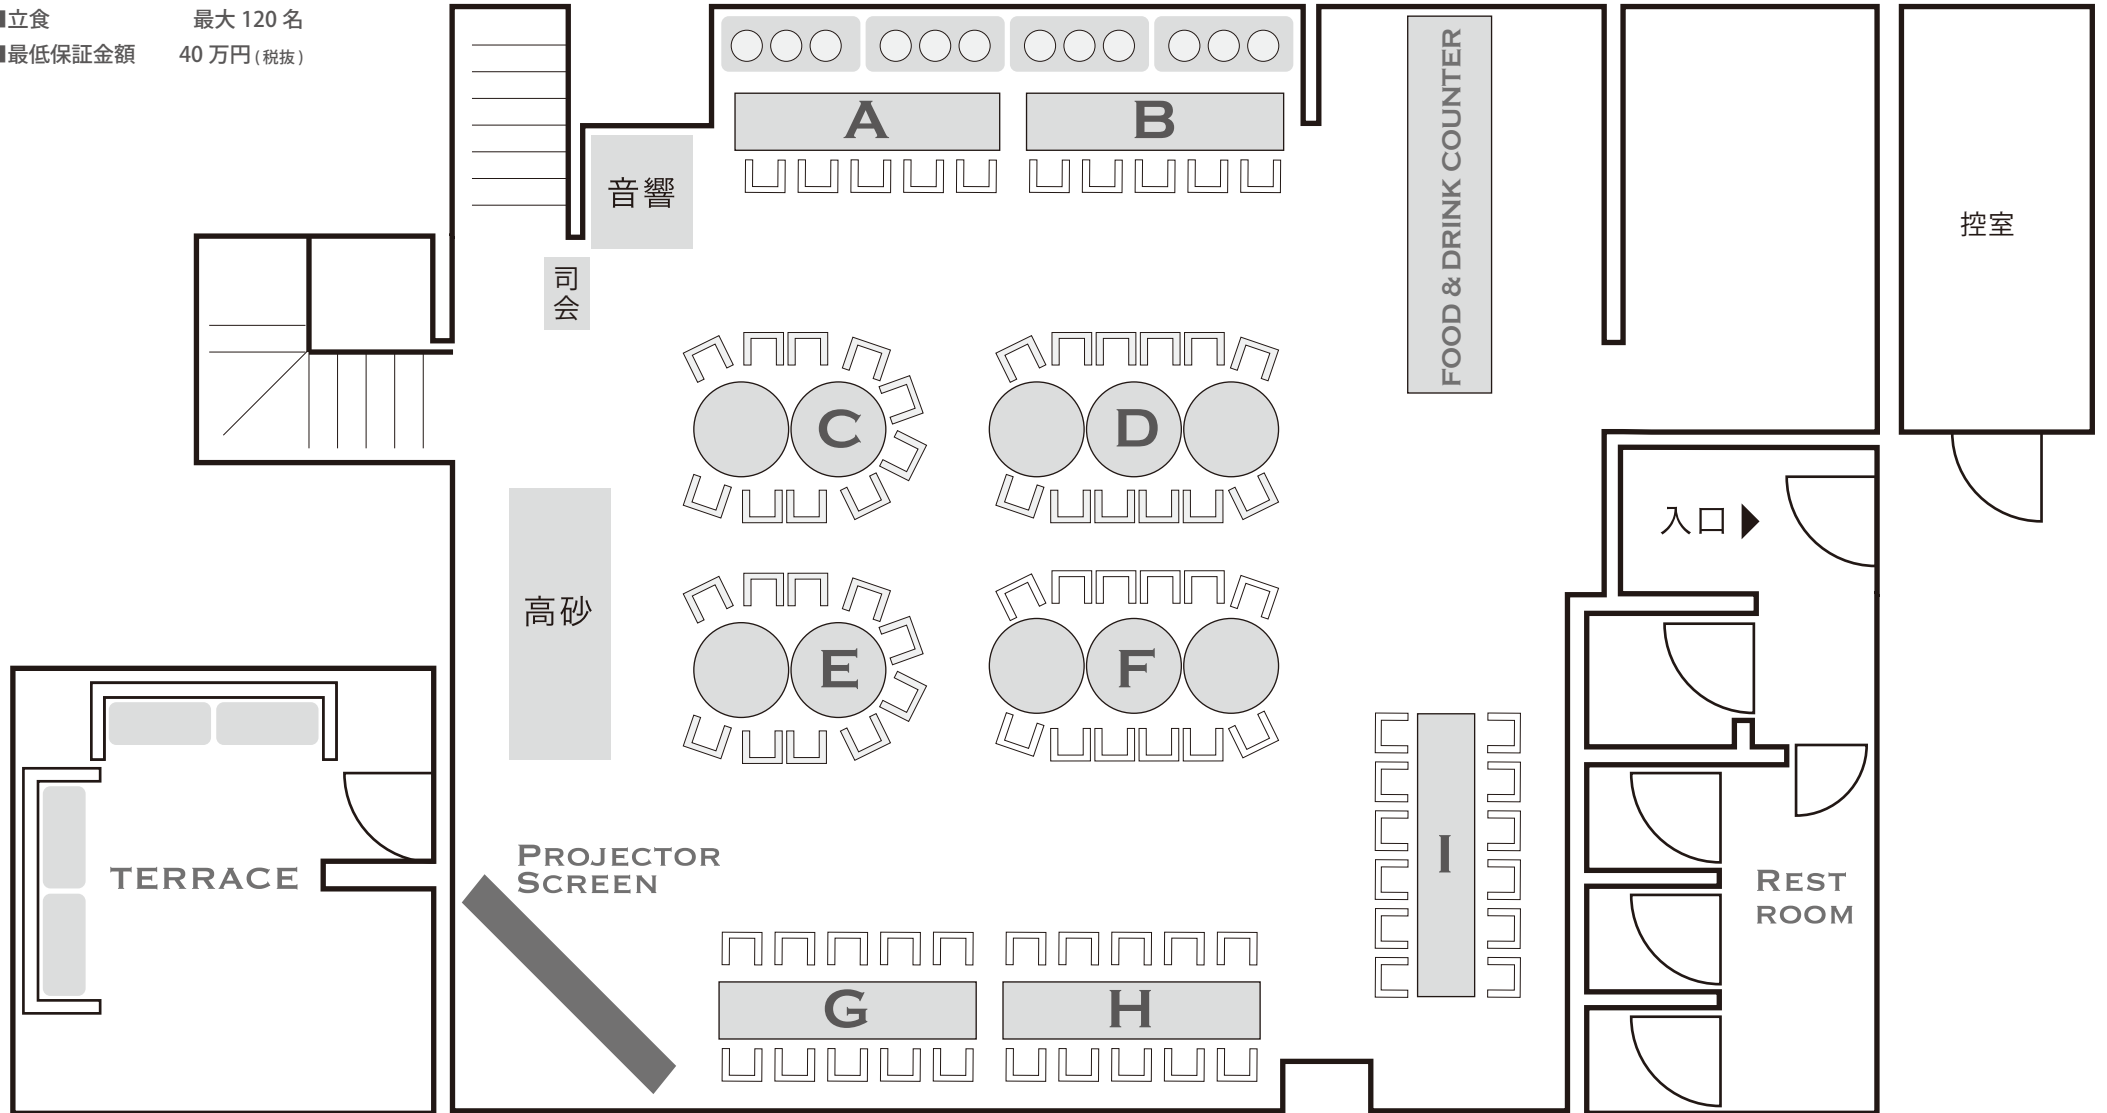 ■立食 最大 120 名
■最低保証金額 40 万円 ( 税抜 )
A
B
FOOD & DRINK COUNTER
音響
控室
司会
C
D
入口
高砂
E
F
I
PROJECTOR
SCREEN
TERRACE
REST
ROOM
G
H